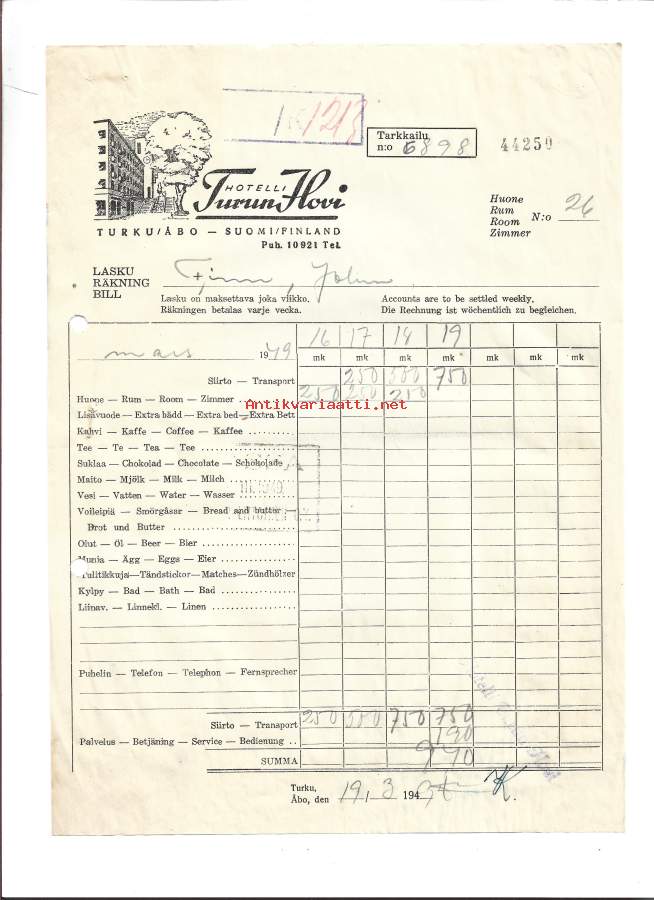 Tarkkailu
n:o 6898
44250
HOTELLI
Turun Hovi
TURKU/ÅBO — SUOMI/FINLAND
Puh. 10921 Tel.
Huone
Rum
Room N:o 26
Zimmer
LASKU
RÄKNING
BILL
Lasku on maksettava joka viikko. Accounts are to be settled weekly.
Räkningen betalas varje vecka. Die Rechnung ist wöchentlich zu begleichen.
16 17 18 19
mars 1949 mk mk mk mk mk mk mk
Siirto — Transport 250 500 750
Huone — Rum — Room — Zimmer 250 250 250
Antikvariaatti.net
Lisävuode — Extra bädd — Extra bed — Extra Bett
Kahvi — Kaffe — Coffee — Kaffee
Tee — Te — Tea — Tee
Suklaa — Chokolad — Chocolate — Schokolade
Maito — Mjölk — Milk — Milch
Vesi — Vatten — Water — Wasser
Voileipiä — Smörgåsar — Bread and butter —
Brot und Butter
Olut — Öl — Beer — Bier
Munia — Ägg — Eggs — Eier
Tulitikkuja — Tändstickor — Matches — Zündhölzer
Kylpy — Bad — Bath — Bad
Liinav. — Linnekl. — Linen
Puhelin — Telefon — Telephon — Fernsprecher
Siirto — Transport 250 500 750 750
Palvelus — Betjäning — Service — Bedienung 190
SUMMA 940
Turku,
Åbo, den 19. 3 194